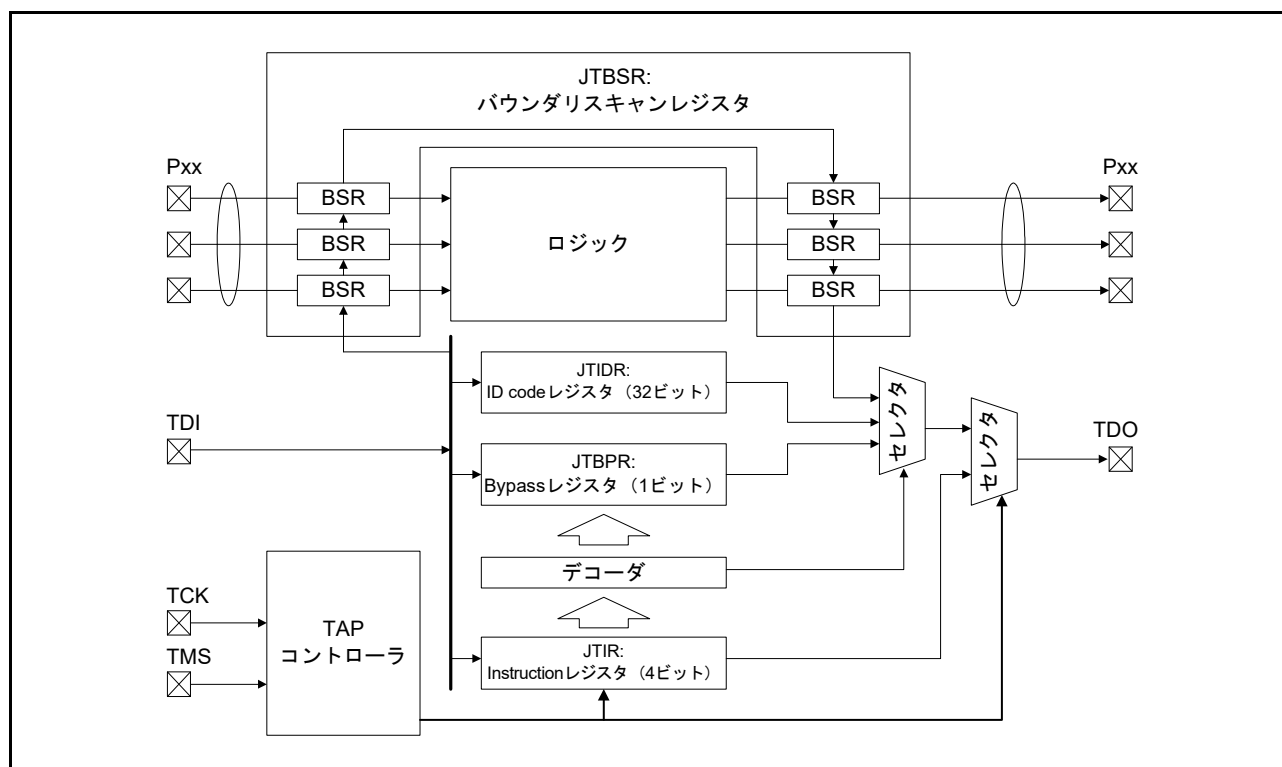 JTBSR:
バウンダリスキャンレジスタ
Pxx
Pxx
BSR
BSR
BSR
BSR
BSR
BSR
ロジック
JTIDR:
ID codeレジスタ（32ビット）
TDI
JTBPR:
Bypassレジスタ（1ビット）
セレクタ
セレクタ
TDO
デコーダ
TCK
TMS
TAP
コントローラ
JTIR:
Instructionレジスタ（4ビット）